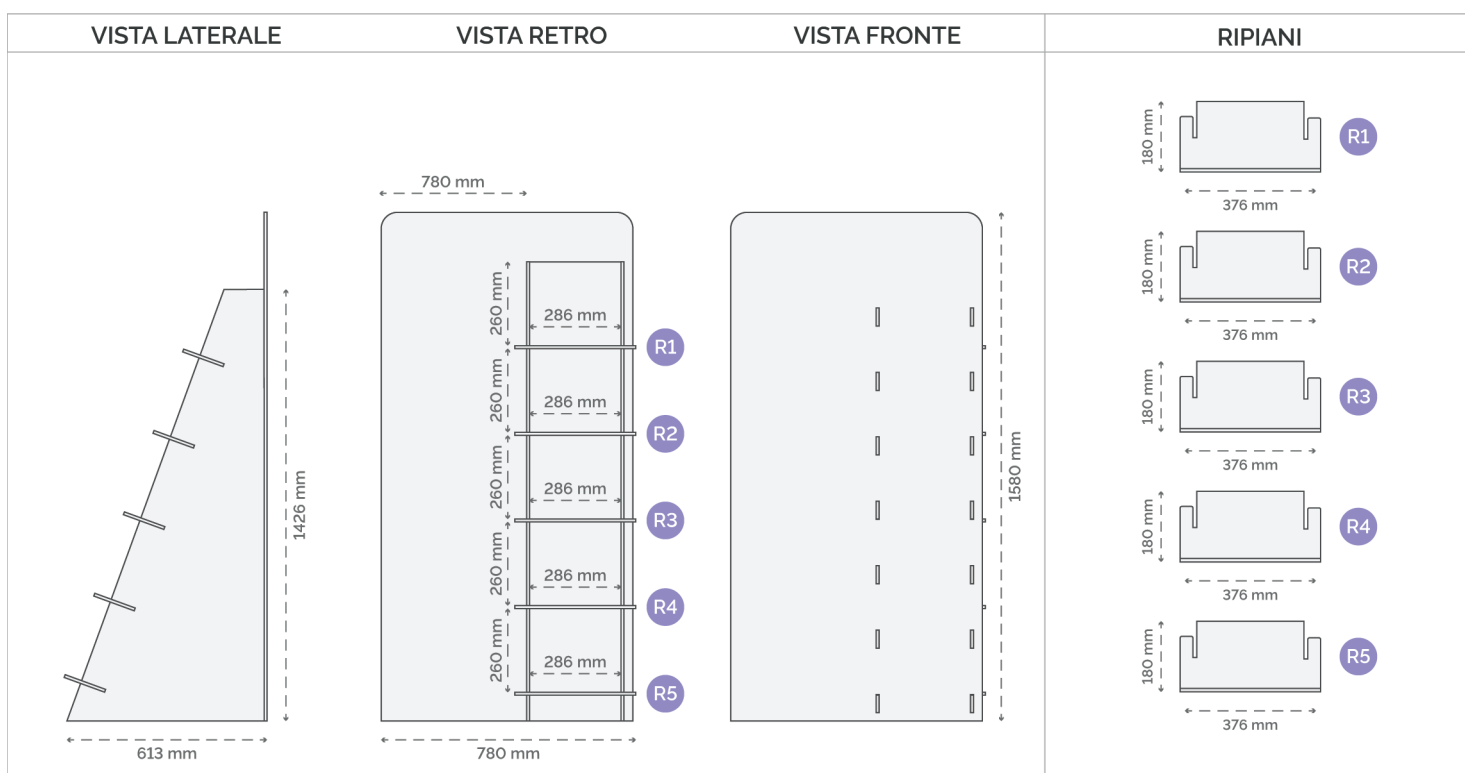 VISTA LATERALE
VISTA RETRO
VISTA FRONTE
RIPIANI
1426 mm
613 mm
780 mm
260 mm
286 mm
R1
260 mm
286 mm
R2
260 mm
286 mm
R3
260 mm
286 mm
R4
260 mm
286 mm
R5
780 mm
1580 mm
180 mm
R1
376 mm
180 mm
R2
376 mm
180 mm
R3
376 mm
180 mm
R4
376 mm
180 mm
R5
376 mm